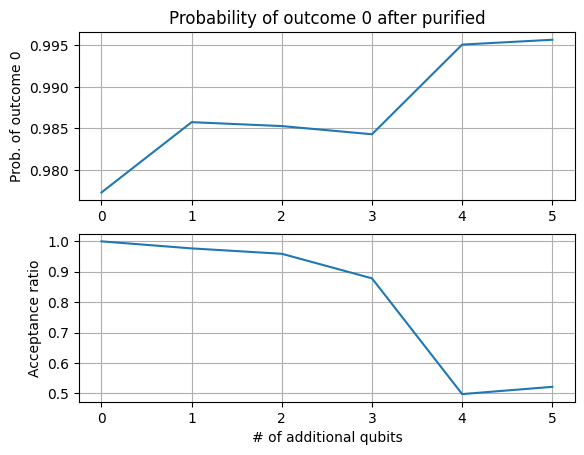 Probability of outcome 0 after purified
Prob. of outcome 0
0.995
0.990
0.985
0.980
0 1 2 3 4 5
Acceptance ratio
1.0
0.9
0.8
0.7
0.6
0.5
0 1 2 3 4 5
# of additional qubits